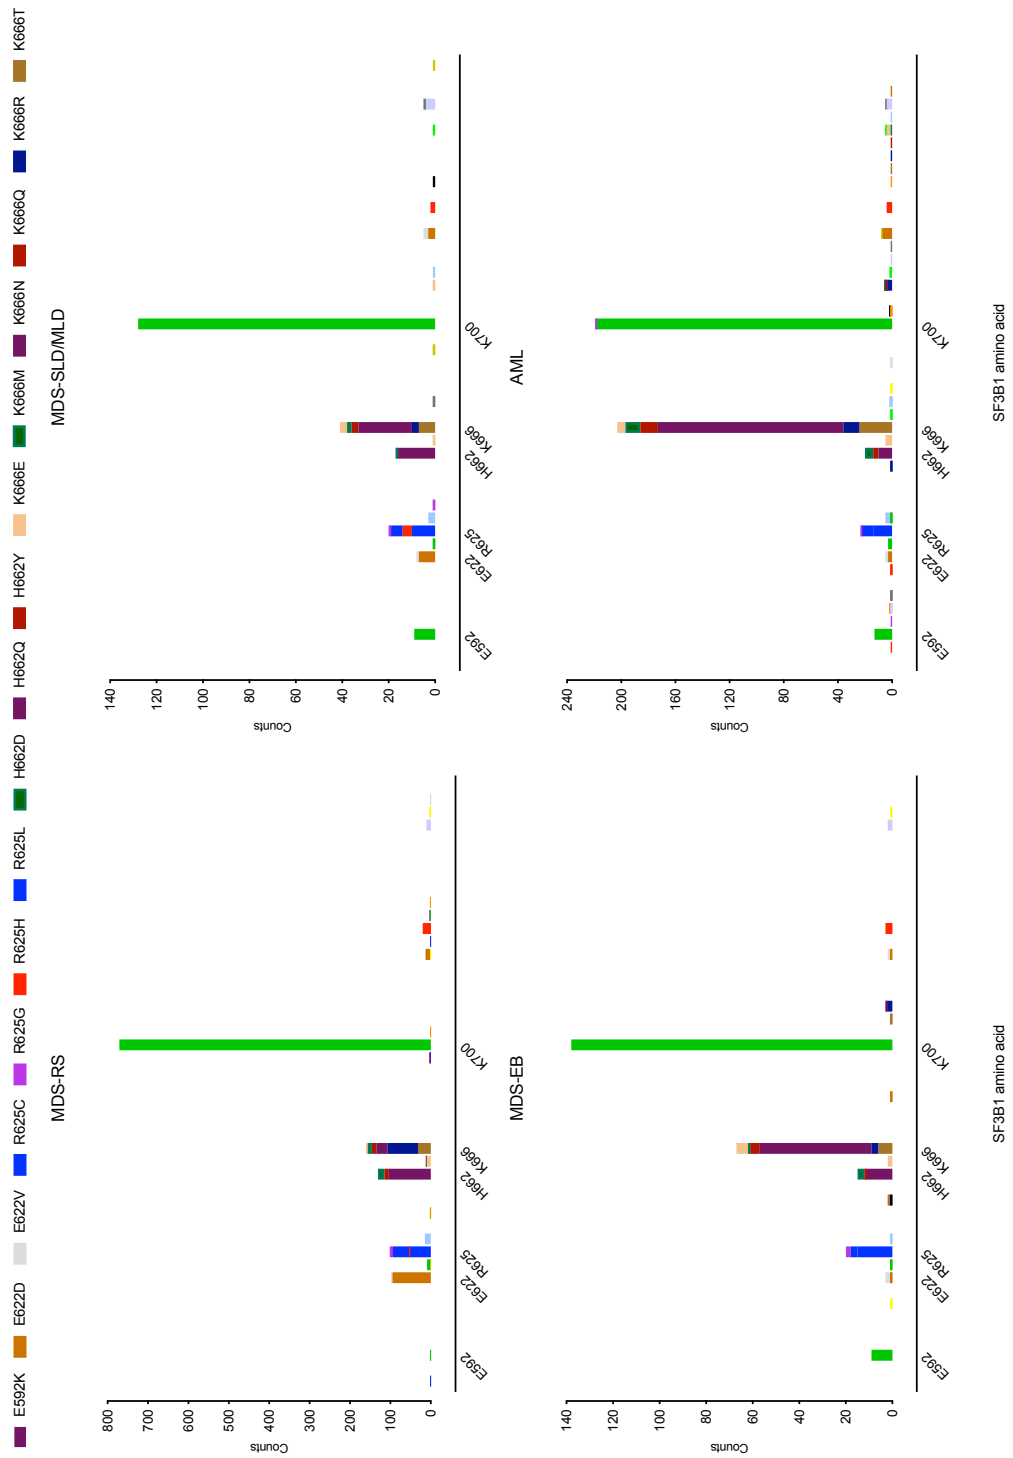 E592K E622D E622V R625C R625G R625H R625L H662D H662Q H662Y K666E K666M K666N K666Q K666R K666T
MDS-RS
Counts
800
700
600
500
400
300
200
100
0
E592 E622 R625 H662 K666 K700
MDS-SLD/MLD
Counts
140
120
100
80
60
40
20
0
E592 E622 R625 H662 K666 K700
MDS-EB
Counts
140
120
100
80
60
40
20
0
E592 E622 R625 H662 K666 K700
SF3B1 amino acid
AML
Counts
240
200
160
120
80
40
0
E592 E622 R625 H662 K666 K700
SF3B1 amino acid